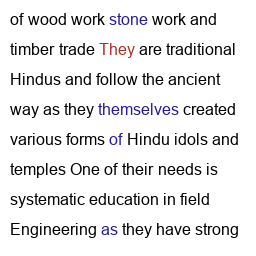 of wood work stone work and
timber trade They are traditional
Hindus and follow the ancient
way as they themselves created
various forms of Hindu idols and
temples One of their needs is
systematic education in field
Engineering as they have strong